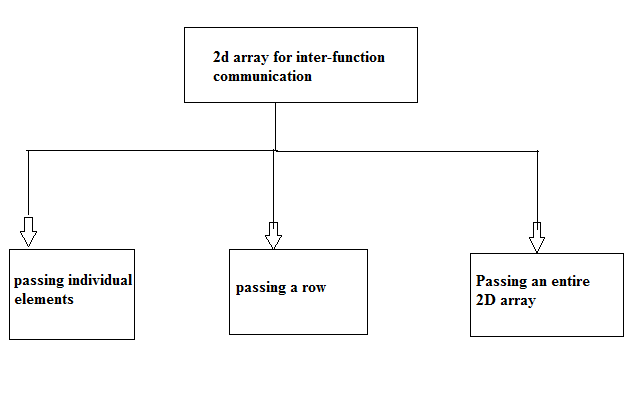 2d array for inter-function
communication
passing individual
elements
passing a row
Passing an entire
2D array